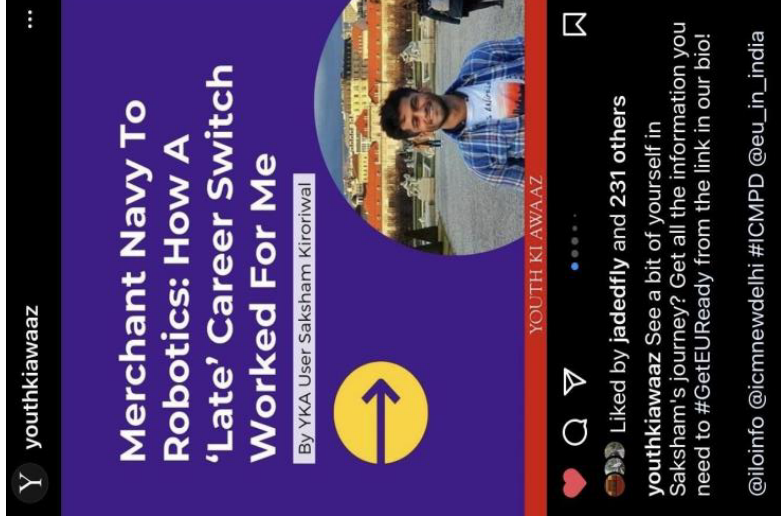 Y youthkiawaaz
Merchant Navy To
Robotics: How A
‘Late’ Career Switch
Worked For Me
By YKA User Saksham Kiroriwal
YOUTH KI AWAAZ
Liked by jadedfly and 231 others
youthkiawaaz See a bit of yourself in
Saksham's journey? Get all the information you
need to #GetEUReady from the link in our bio!
@iloinfo @icmnewdelhi #ICMPD @eu_in_india